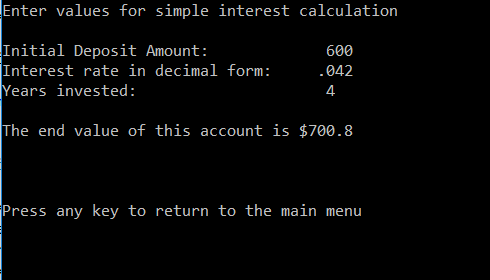 Enter values for simple interest calculation
Initial Deposit Amount: 600
Interest rate in decimal form: .042
Years invested: 4
The end value of this account is $700.8
Press any key to return to the main menu